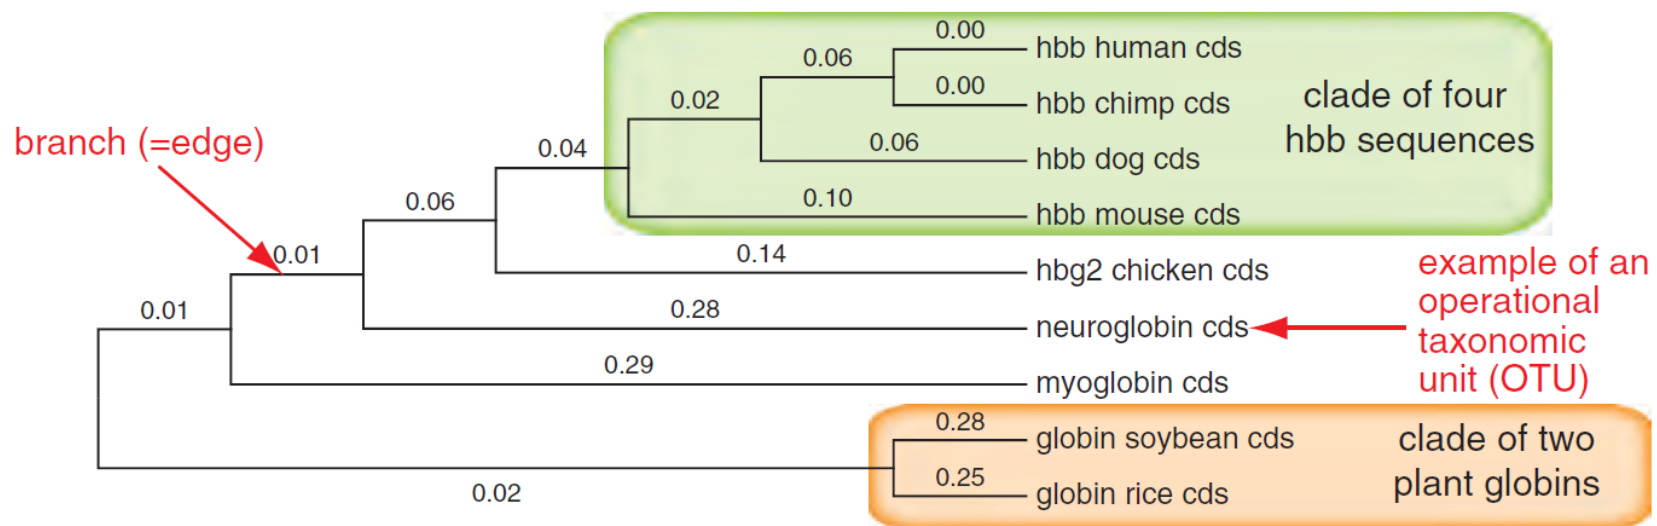 0.00
hbb human cds
0.06
0.00
hbb chimp cds
clade of four
hbb sequences
0.02
branch (=edge)
0.04
0.06
hbb dog cds
0.06
0.10
hbb mouse cds
0.01
0.14
hbg2 chicken cds
example of an
operational
taxonomic
unit (OTU)
0.01
0.28
neuroglobin cds
0.29
myoglobin cds
0.28
globin soybean cds
clade of two
plant globins
0.25
globin rice cds
0.02